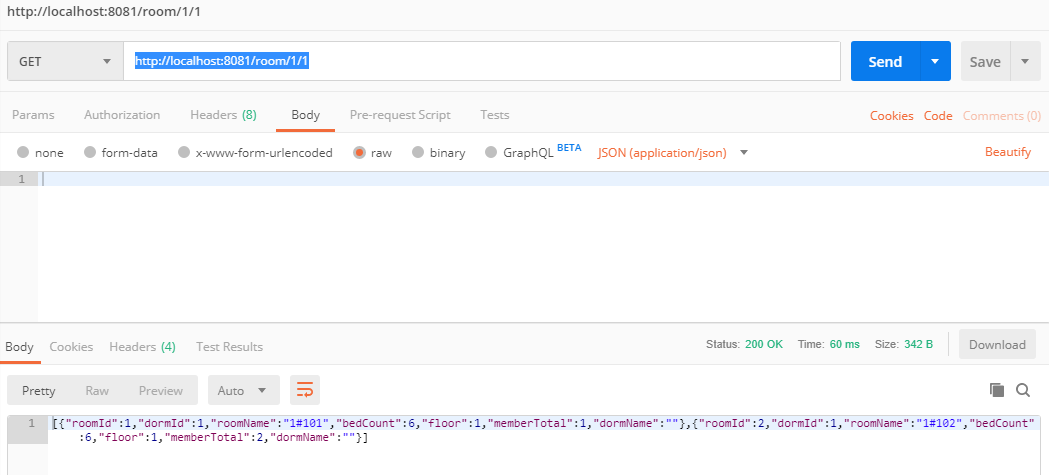 http://localhost:8081/room/1/1
GET http://localhost:8081/room/1/1 Send Save
Params Authorization Headers (8) Body Pre-request Script Tests Cookies Code Comments (0)
none form-data x-www-form-urlencoded raw binary GraphQL BETA JSON (application/json) Beautify
1
Body Cookies Headers (4) Test Results Status: 200 OK Time: 60 ms Size: 342 B Download
Pretty Raw Preview Auto
1 [{"roomId":1,"dormId":1,"roomName":"1#101","bedCount":6,"floor":1,"memberTotal":1,"dormName":""},{"roomId":2,"dormId":1,"roomName":"1#102","bedCount"
:6,"floor":1,"memberTotal":2,"dormName":""}]